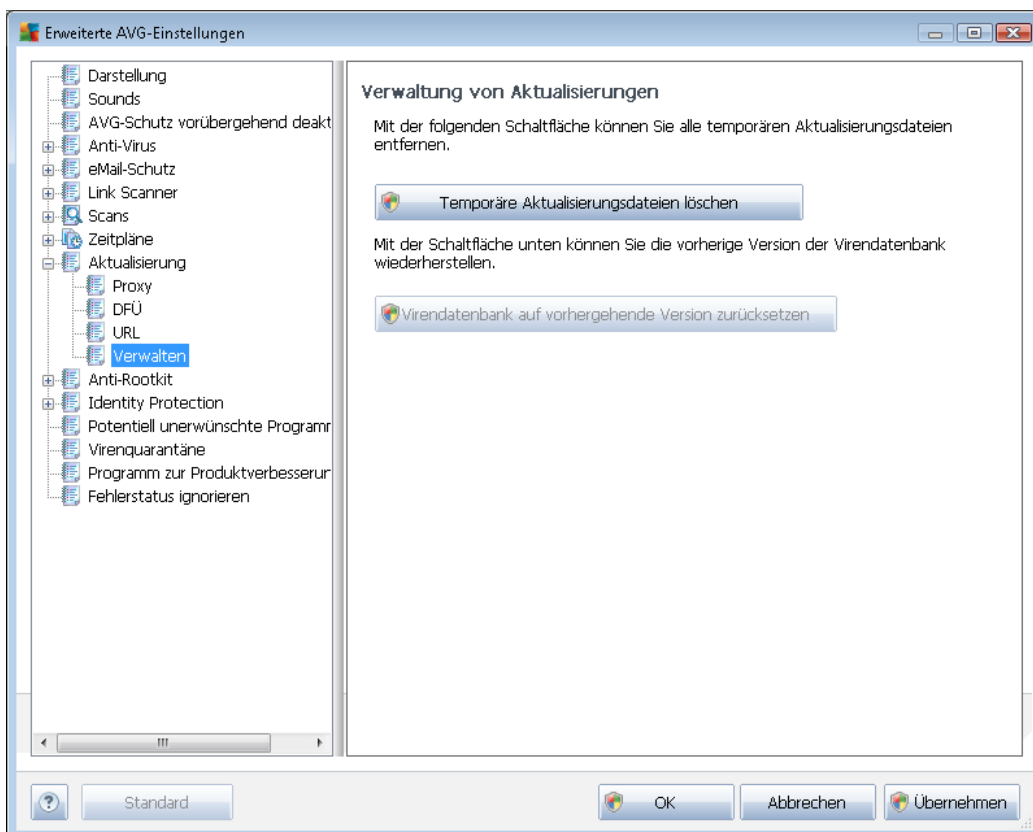 Erweiterte AVG-Einstellungen
Darstellung
Sounds
AVG-Schutz vorübergehend deakt
Anti-Virus
eMail-Schutz
Link Scanner
Scans
Zeitpläne
Aktualisierung
Proxy
DFÜ
URL
Verwalten
Anti-Rootkit
Identity Protection
Potentiell unerwünschte Programr
Virenquarantäne
Programm zur Produktverbesserur
Fehlerstatus ignorieren
Verwaltung von Aktualisierungen
Mit der folgenden Schaltfläche können Sie alle temporären Aktualisierungsdateien
entfernen.
Temporäre Aktualisierungsdateien löschen
Mit der Schaltfläche unten können Sie die vorherige Version der Virendatenbank
wiederherstellen.
Virendatenbank auf vorhergehende Version zurücksetzen
?
Standard
OK
Abbrechen
Übernehmen